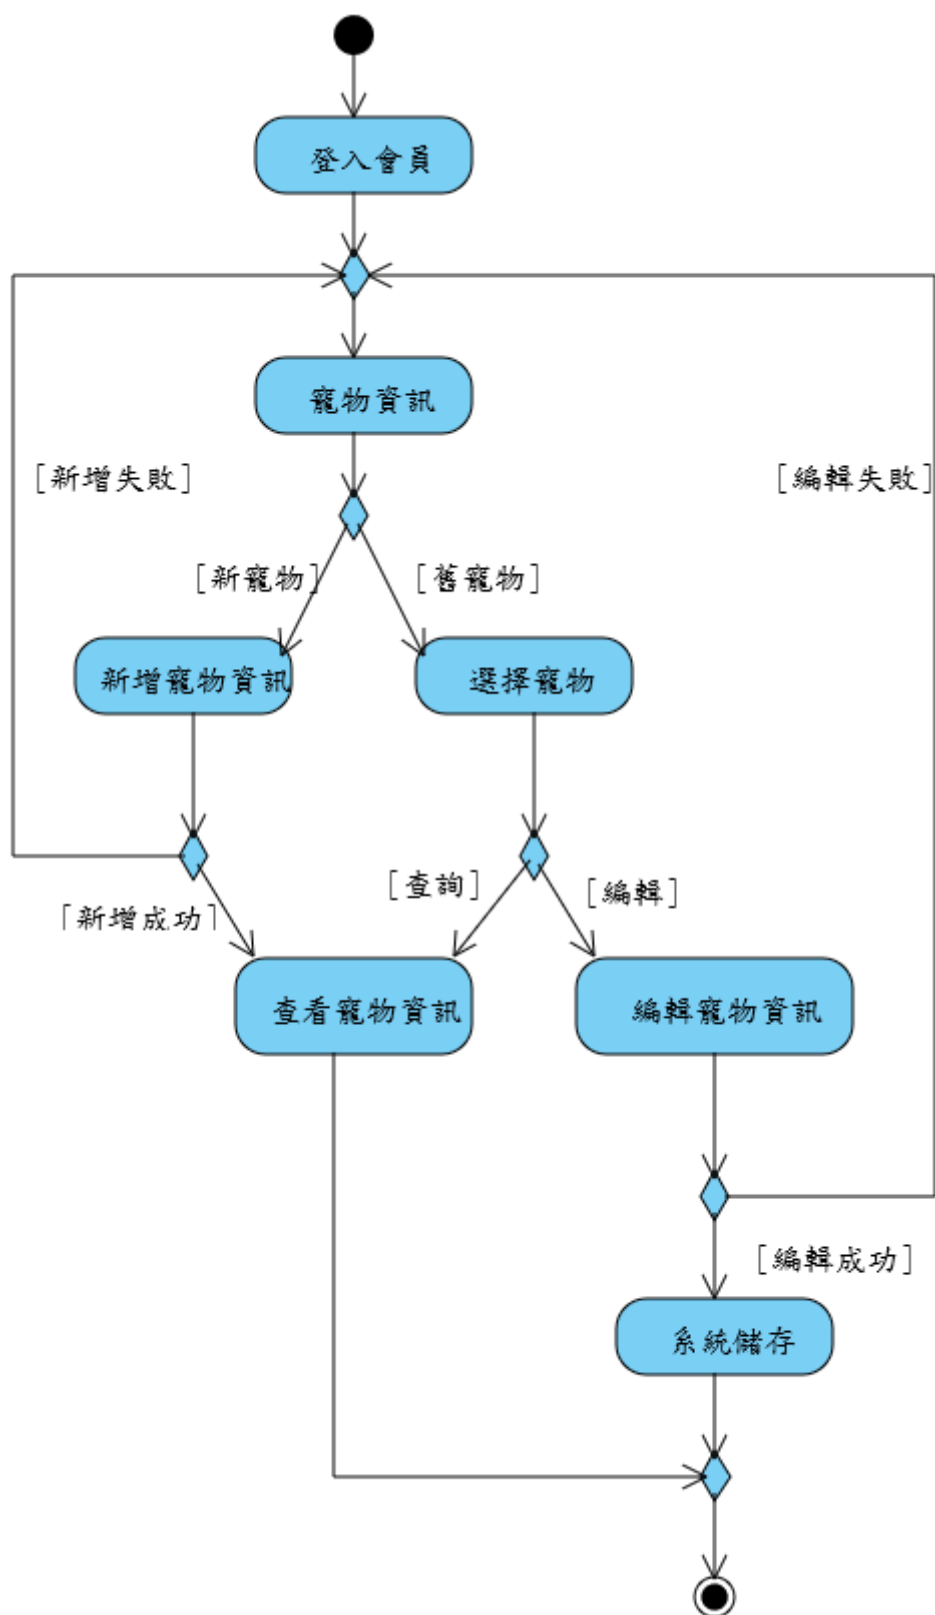 登入會員
寵物資訊
[新增失敗]
[編輯失敗]
[新寵物]
[舊寵物]
新增寵物資訊
選擇寵物
[查詢]
[編輯]
[新增成功]
查看寵物資訊
編輯寵物資訊
[編輯成功]
系統儲存